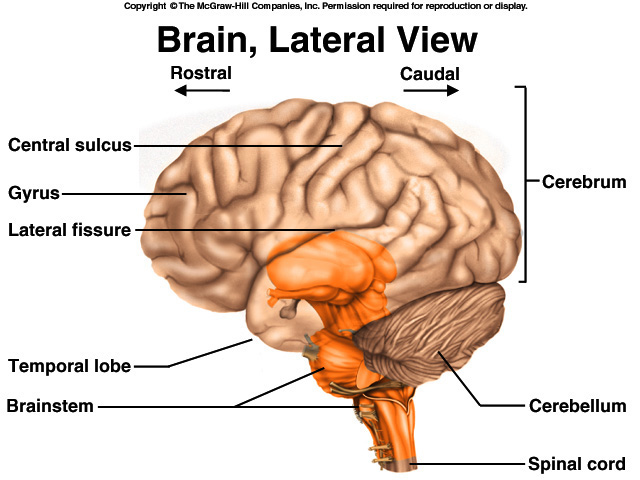 Copyright © The McGraw-Hill Companies, Inc. Permission required for reproduction or display.
Brain, Lateral View
Rostral
Caudal
Central sulcus
Cerebrum
Gyrus
Lateral fissure
Temporal lobe
Brainstem
Cerebellum
Spinal cord